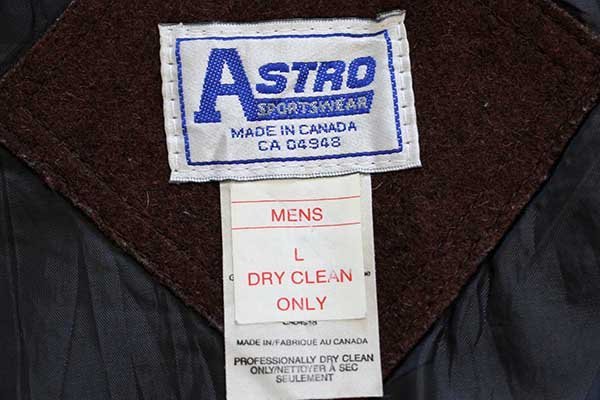 ASTRO
SPORTSWEAR
MADE IN CANADA
CA 04948
MENS
L
DRY CLEAN
ONLY
MADE IN/FABRIQUÉ AU CANADA
PROFESSIONALLY DRY CLEAN
ONLY/NETTOYER À SEC
SEULEMENT